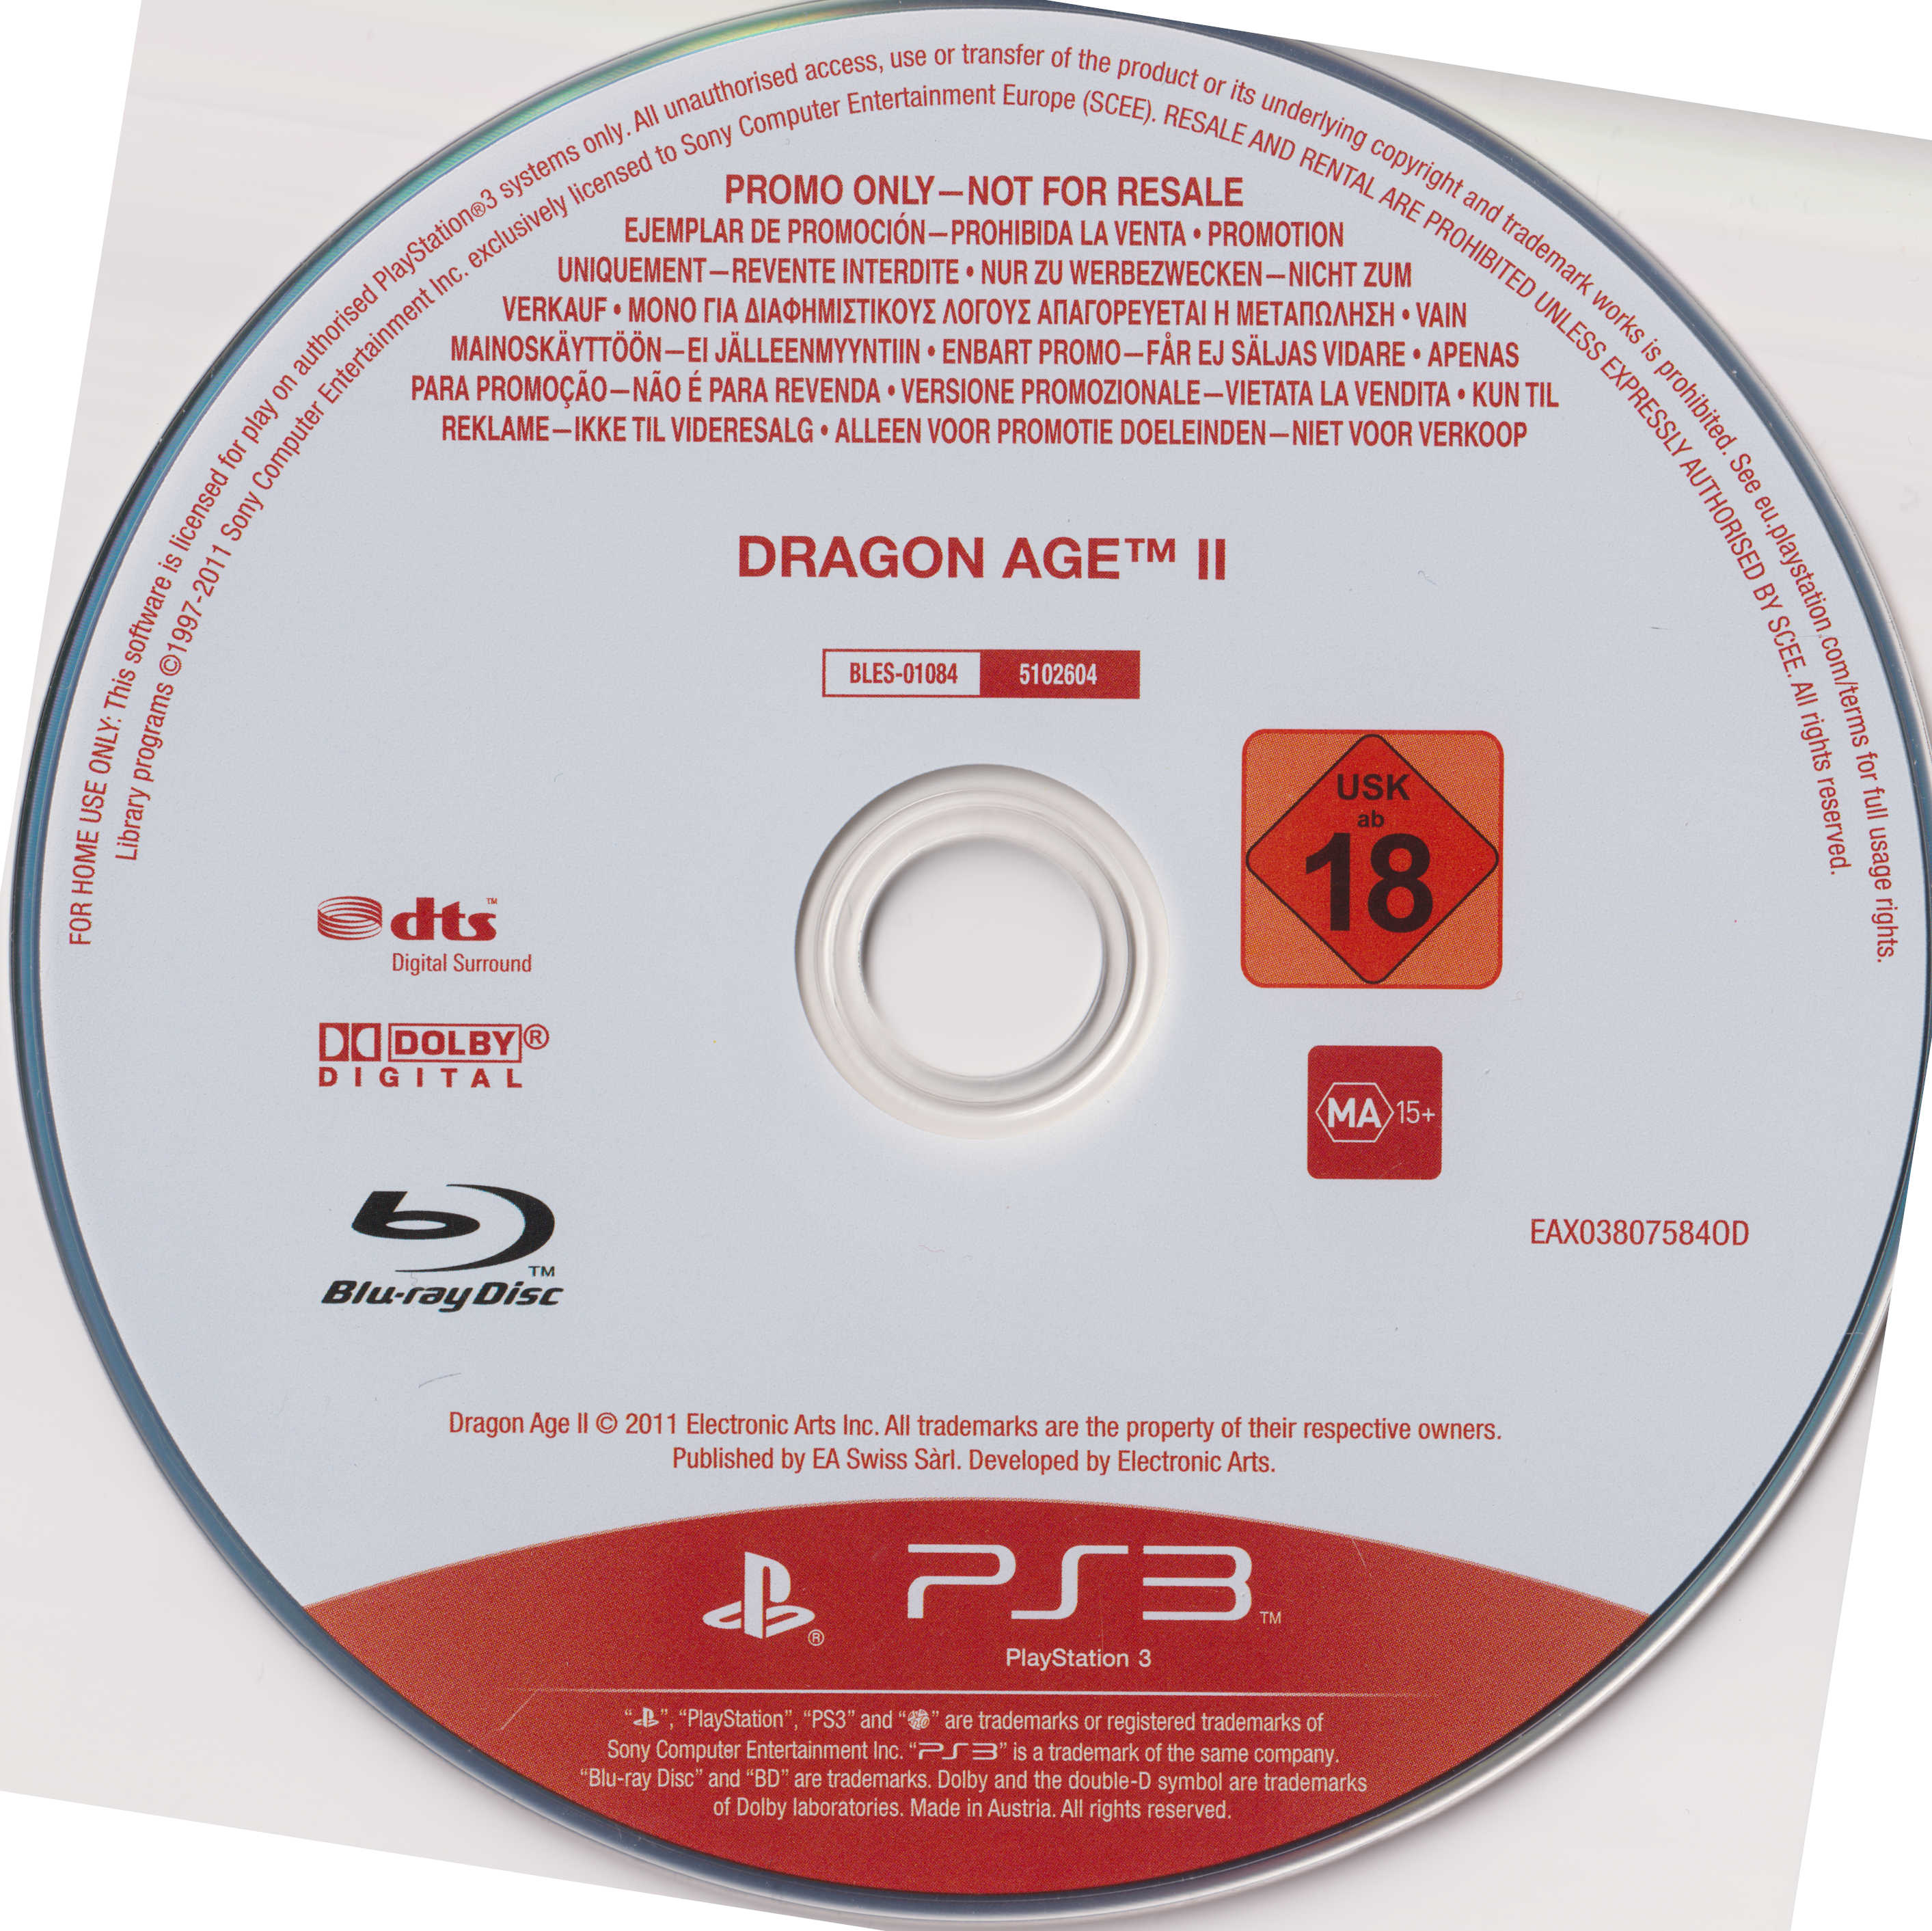 FOR HOME USE ONLY: This software is licensed for play on authorised PlayStation®3 systems only. All unauthorised access, use or transfer of the product or its underlying copyright and trademark works is prohibited. See eu.playstation.com/terms for full usage rights.
Library programs ©1997-2011 Sony Computer Entertainment Inc. exclusively licensed to Sony Computer Entertainment Europe (SCEE). RESALE AND RENTAL ARE PROHIBITED UNLESS EXPRESSLY AUTHORISED BY SCEE. All rights reserved.
PROMO ONLY—NOT FOR RESALE
EJEMPLAR DE PROMOCIÓN—PROHIBIDA LA VENTA • PROMOTION
UNIQUEMENT—REVENTE INTERDITE • NUR ZU WERBEZWECKEN—NICHT ZUM
VERKAUF • ΜΟΝΟ ΓΙΑ ΔΙΑΦΗΜΙΣΤΙΚΟΥΣ ΛΟΓΟΥΣ ΑΠΑΓΟΡΕΥΕΤΑΙ Η ΜΕΤΑΠΩΛΗΣΗ • VAIN
MAINOSKÄYTTÖÖN—EI JÄLLEENMYYNTIIN • ENBART PROMO—FÅR EJ SÄLJAS VIDARE • APENAS
PARA PROMOÇÃO—NÃO É PARA REVENDA • VERSIONE PROMOZIONALE—VIETATA LA VENDITA • KUN TIL
REKLAME—IKKE TIL VIDERESALG • ALLEEN VOOR PROMOTIE DOELEINDEN—NIET VOOR VERKOOP
DRAGON AGE™ II
BLES-01084 5102604
USK
ab
18
dts™
Digital Surround
DOLBY®
DIGITAL
MA 15+
Blu-ray Disc™
EAX03807584OD
Dragon Age II © 2011 Electronic Arts Inc. All trademarks are the property of their respective owners.
Published by EA Swiss Sàrl. Developed by Electronic Arts.
® PS3™
PlayStation 3
“ ”, “PlayStation”, “PS3” and “ ” are trademarks or registered trademarks of
Sony Computer Entertainment Inc. “PS3” is a trademark of the same company.
“Blu-ray Disc” and “BD” are trademarks. Dolby and the double-D symbol are trademarks
of Dolby laboratories. Made in Austria. All rights reserved.